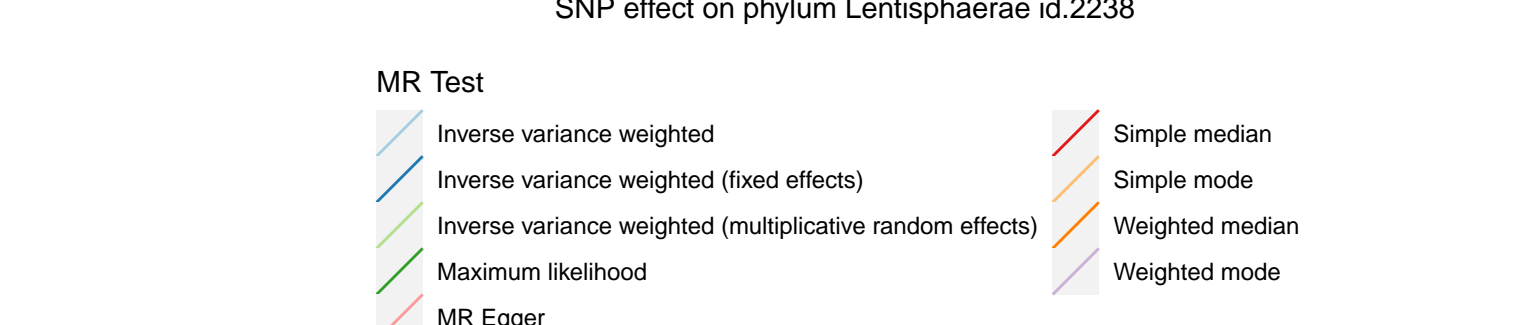 SNP effect on phylum Lentisphaerae id.2238
MR Test
Inverse variance weighted
Inverse variance weighted (fixed effects)
Inverse variance weighted (multiplicative random effects)
Maximum likelihood
MR Egger
Simple median
Simple mode
Weighted median
Weighted mode